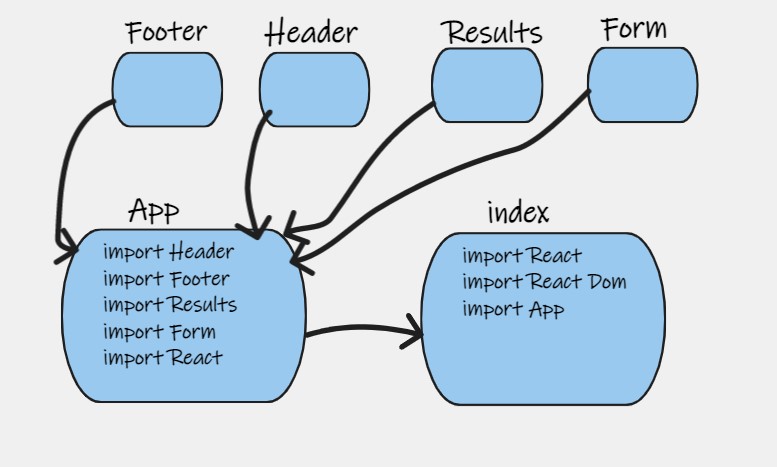 Footer
Header
Results
Form
App
import Header
import Footer
import Results
import Form
import React
index
import React
import React Dom
import App